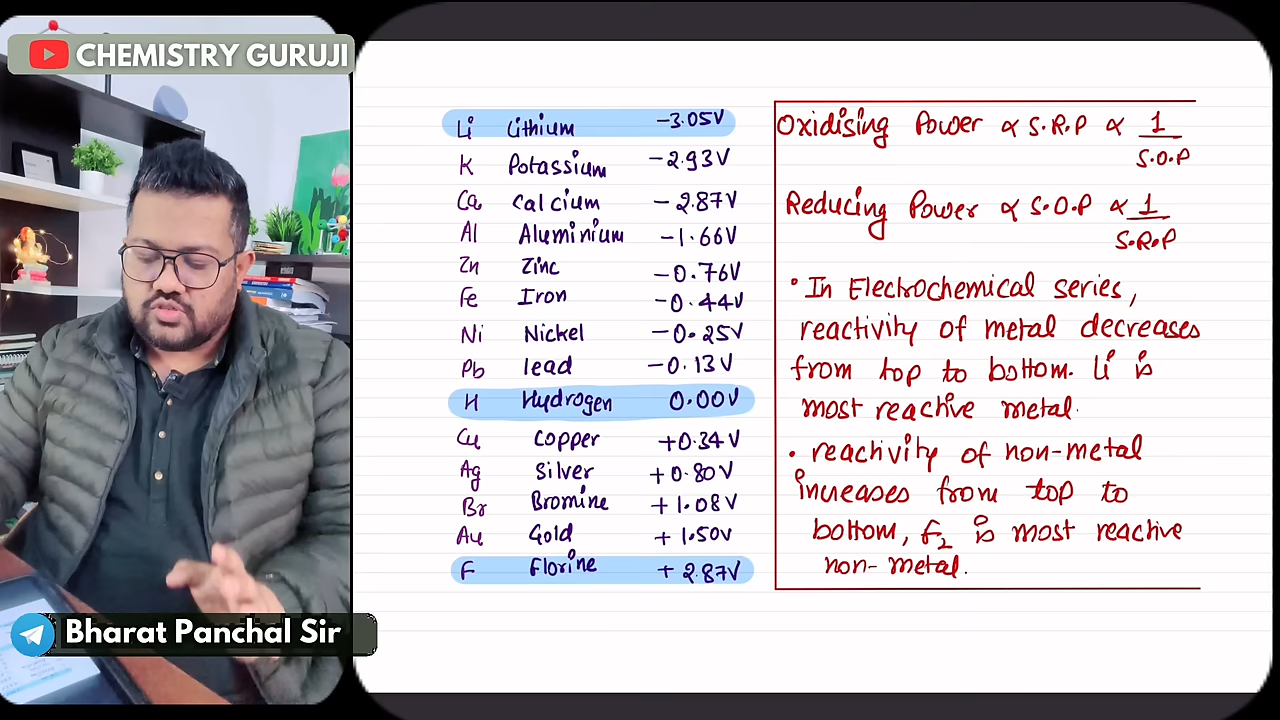 CHEMISTRY GURUJI
Li Lithium -3.05V
K Potassium -2.93V
Ca Calcium -2.87V
Al Aluminium -1.66V
Zn Zinc -0.76V
Fe Iron -0.44V
Ni Nickel -0.25V
Pb lead -0.13V
H Hydrogen 0.00V
Cu Copper +0.34V
Ag Silver +0.80V
Br Bromine +1.08V
Au Gold +1.50V
F Florine +2.87V
Oxidising Power ∝ S.R.P ∝ 1/S.O.P
Reducing Power ∝ S.O.P ∝ 1/S.R.P
• In Electrochemical series,
reactivity of metal decreases
from top to bottom. Li is
most reactive metal.
• reactivity of non-metal
increases from top to
bottom, F₂ is most reactive
non-metal.
Bharat Panchal Sir